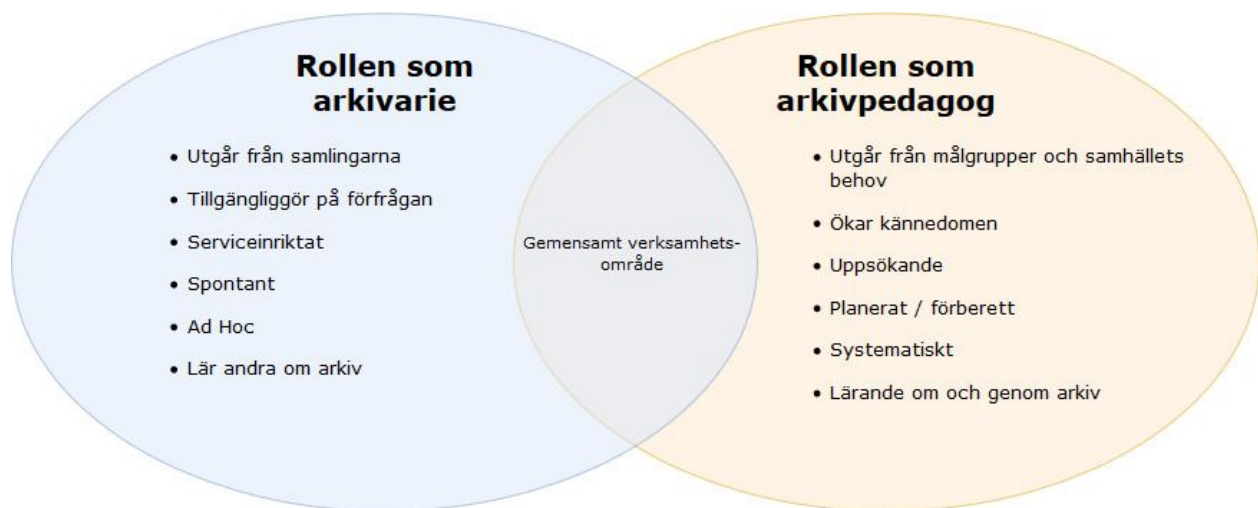 Rollen som
arkivarie
• Utgår från samlingarna
• Tillgängliggör på förfrågan
• Serviceinriktat
• Spontant
• Ad Hoc
• Lär andra om arkiv
Gemensamt verksamhets-
område
Rollen som
arkivpedagog
• Utgår från målgrupper och samhällets
behov
• Ökar kännedomen
• Uppsökande
• Planerat / förberett
• Systematiskt
• Lärande om och genom arkiv